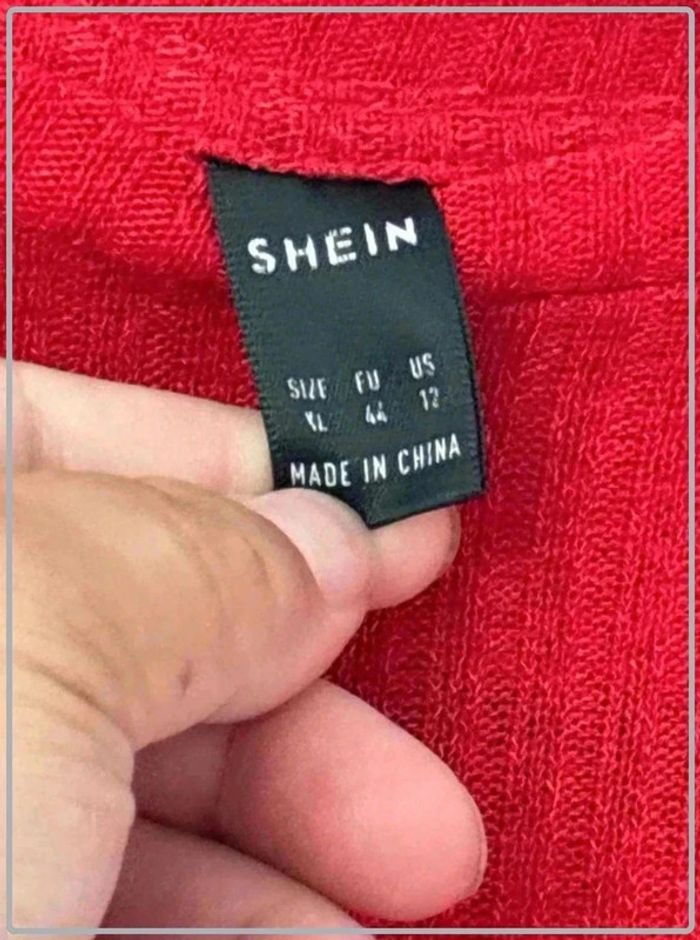 SHEIN
SIZE EU US
XL 44 12
MADE IN CHINA